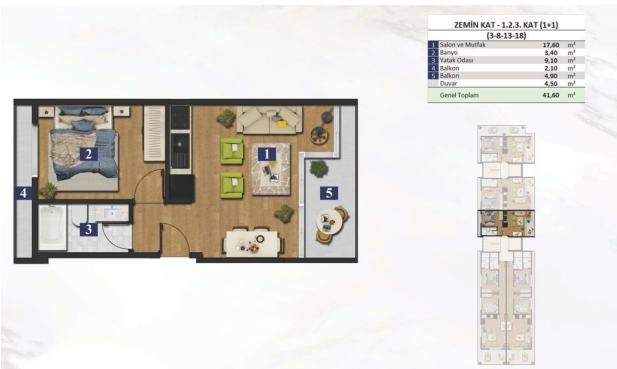 ZEMİN KAT - 1.2.3. KAT (1+1)
(3-8-13-18)
1 Salon ve Mutfak 17,60 m²
2 Banyo 3,40 m²
3 Yatak Odası 9,10 m²
4 Balkon 2,10 m²
5 Balkon 4,90 m²
Duvar 4,50 m²
Genel Toplam 41,60 m²
2
1
4
5
3